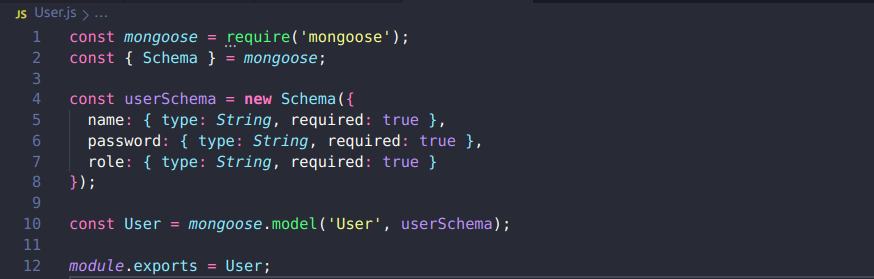 JS User.js > ...
1 const mongoose = require('mongoose');
2 const { Schema } = mongoose;
3
4 const userSchema = new Schema({
5   name: { type: String, required: true },
6   password: { type: String, required: true },
7   role: { type: String, required: true }
8 });
9
10 const User = mongoose.model('User', userSchema);
11
12 module.exports = User;